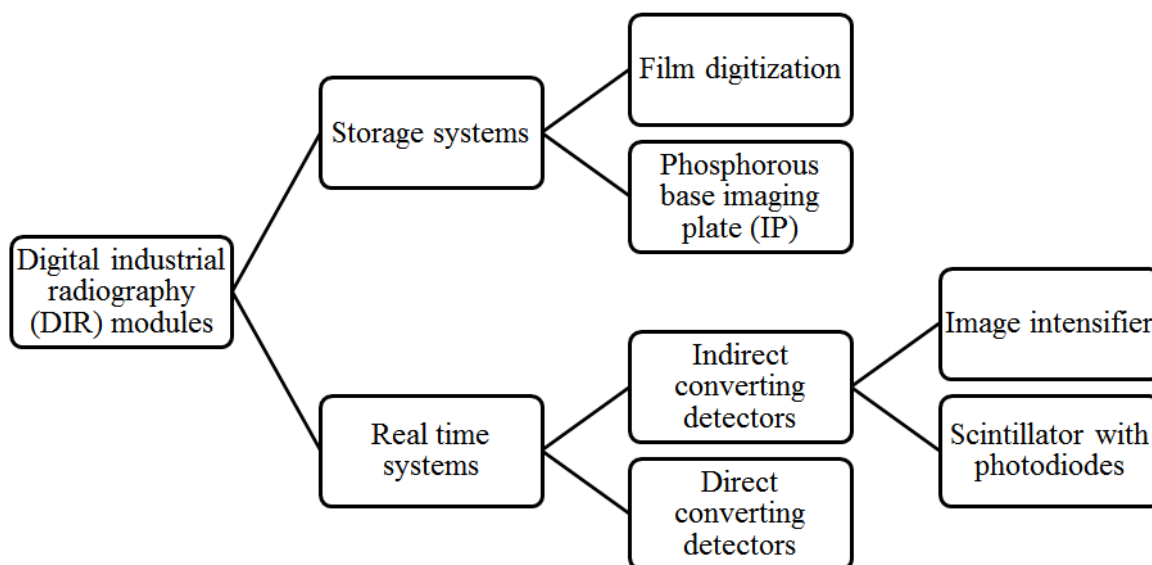 Film digitization
Storage systems
Phosphorous
base imaging
plate (IP)
Digital industrial
radiography
(DIR) modules
Image intensifier
Indirect
converting
detectors
Real time
systems
Scintillator with
photodiodes
Direct
converting
detectors